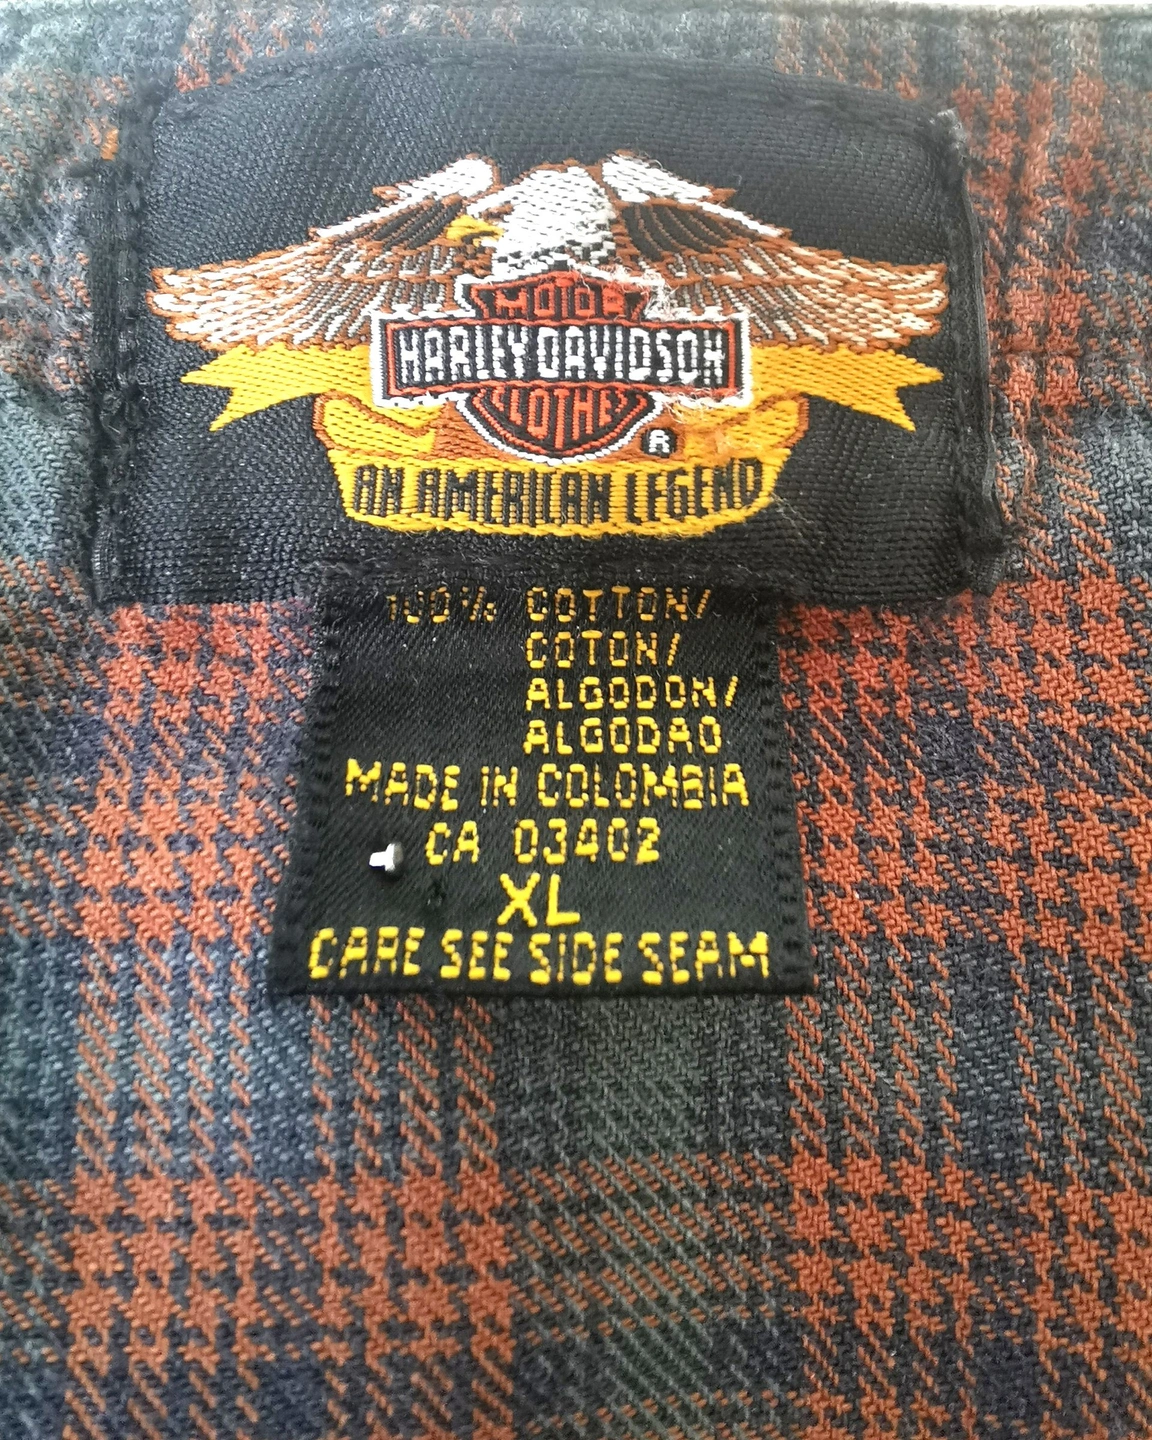 MOTOR
HARLEY DAVIDSON
CLOTHES
®
AN AMERICAN LEGEND
100% COTTON/
COTON/
ALGODON/
ALGODAO
MADE IN COLOMBIA
CA 03402
XL
CARE SEE SIDE SEAM